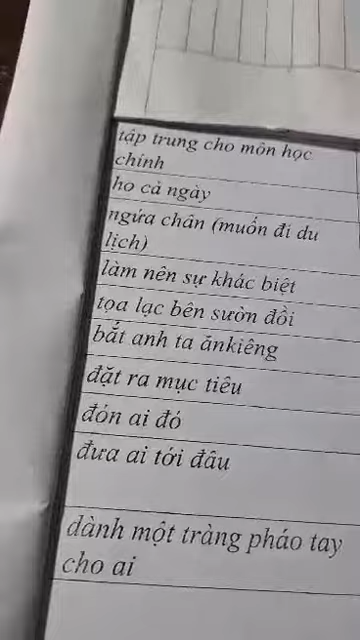 tập trung cho môn học
chính
ho cả ngày
ngứa chân (muốn đi du
lịch)
làm nên sự khác biệt
tọa lạc bên sườn đồi
bắt anh ta ănkiêng
đặt ra mục tiêu
đón ai đó
đưa ai tới đâu
dành một tràng pháo tay
cho ai